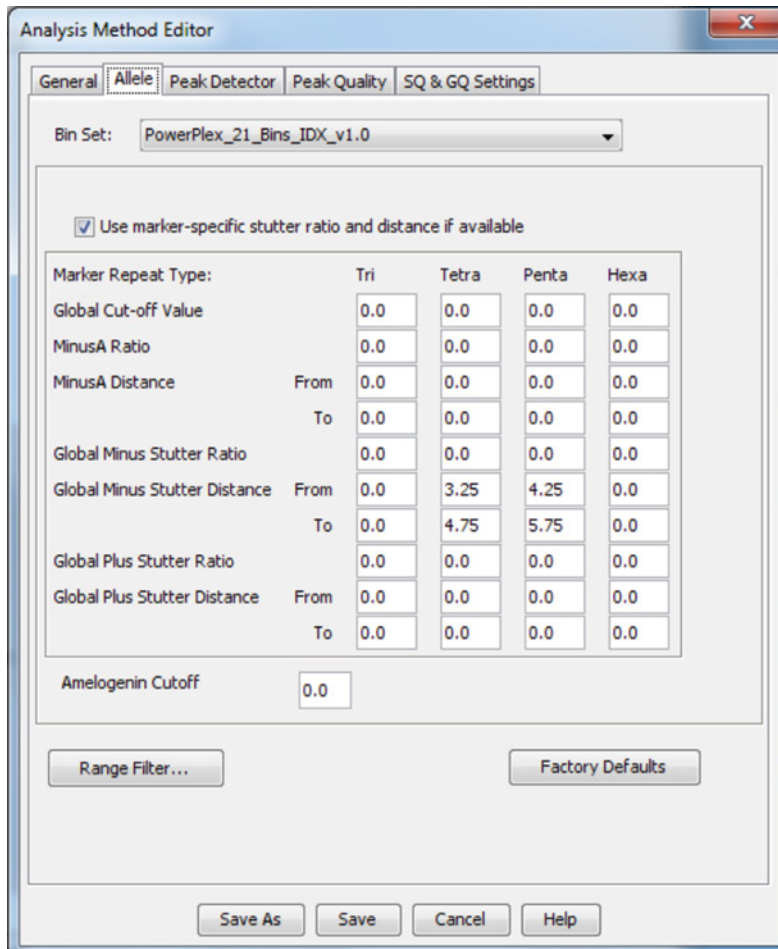 Analysis Method Editor
General Allele Peak Detector Peak Quality SQ & GQ Settings
Bin Set: PowerPlex_21_Bins_IDX_v1.0
Use marker-specific stutter ratio and distance if available
Marker Repeat Type: Tri Tetra Penta Hexa
Global Cut-off Value 0.0 0.0 0.0 0.0
MinusA Ratio 0.0 0.0 0.0 0.0
MinusA Distance From 0.0 0.0 0.0 0.0
To 0.0 0.0 0.0 0.0
Global Minus Stutter Ratio 0.0 0.0 0.0 0.0
Global Minus Stutter Distance From 0.0 3.25 4.25 0.0
To 0.0 4.75 5.75 0.0
Global Plus Stutter Ratio 0.0 0.0 0.0 0.0
Global Plus Stutter Distance From 0.0 0.0 0.0 0.0
To 0.0 0.0 0.0 0.0
Amelogenin Cutoff 0.0
Range Filter... Factory Defaults
Save As Save Cancel Help